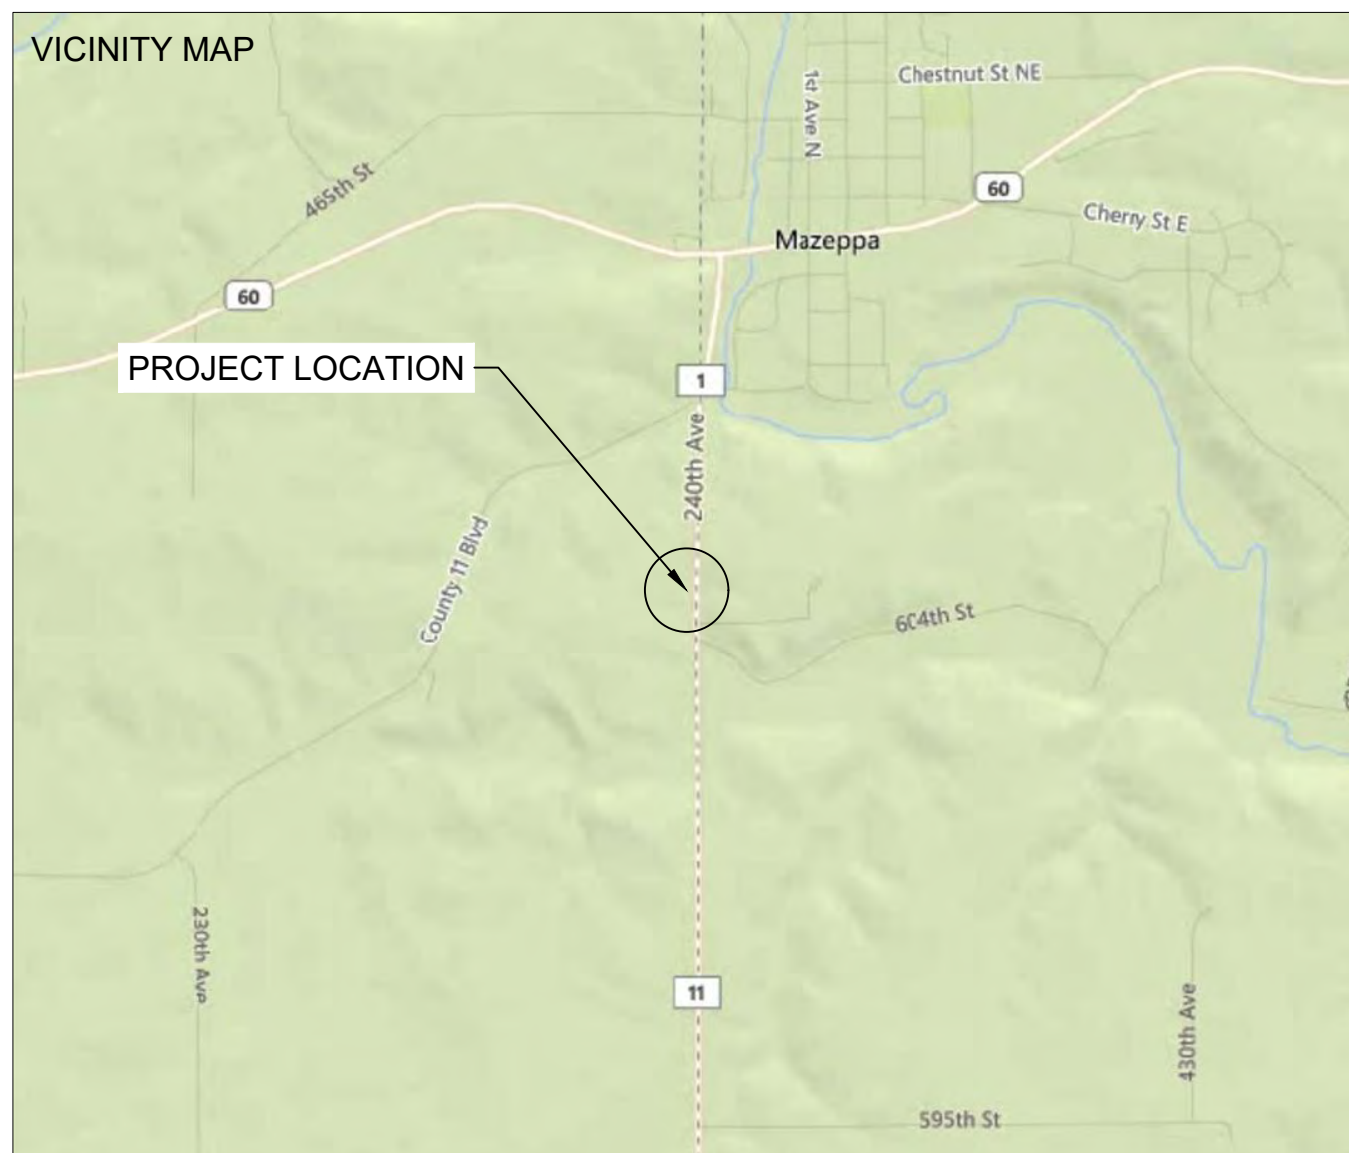 VICINITY MAP
Chestnut St NE
1st Ave N
465th St
60
Cherry St E
Mazeppa
60
PROJECT LOCATION
1
240th Ave
County 11 Blvd
604th St
230th Ave
11
430th Ave
595th St